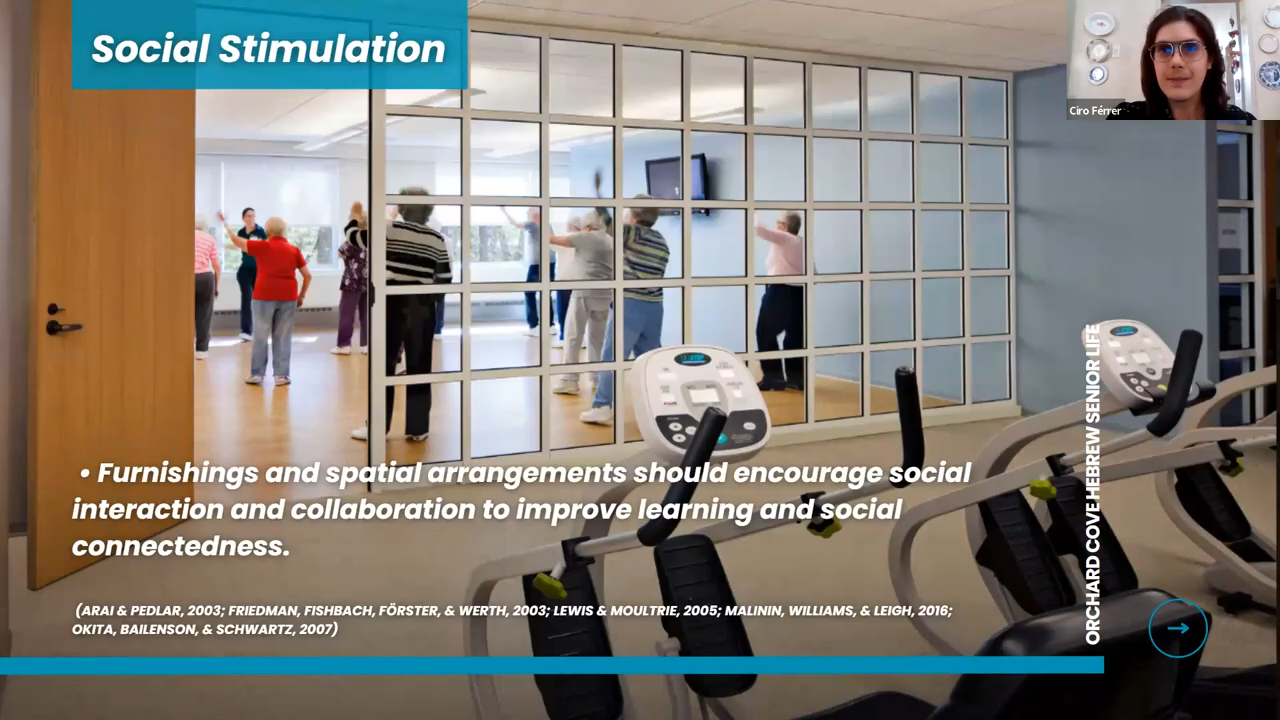 Social Stimulation
Ciro Férrer
• Furnishings and spatial arrangements should encourage social
interaction and collaboration to improve learning and social
connectedness.
(ARAI & PEDLAR, 2003; FRIEDMAN, FISHBACH, FÖRSTER, & WERTH, 2003; LEWIS & MOULTRIE, 2005; MALININ, WILLIAMS, & LEIGH, 2016;
OKITA, BAILENSON, & SCHWARTZ, 2007)
ORCHARD COVE HEBREW SENIOR LIFE